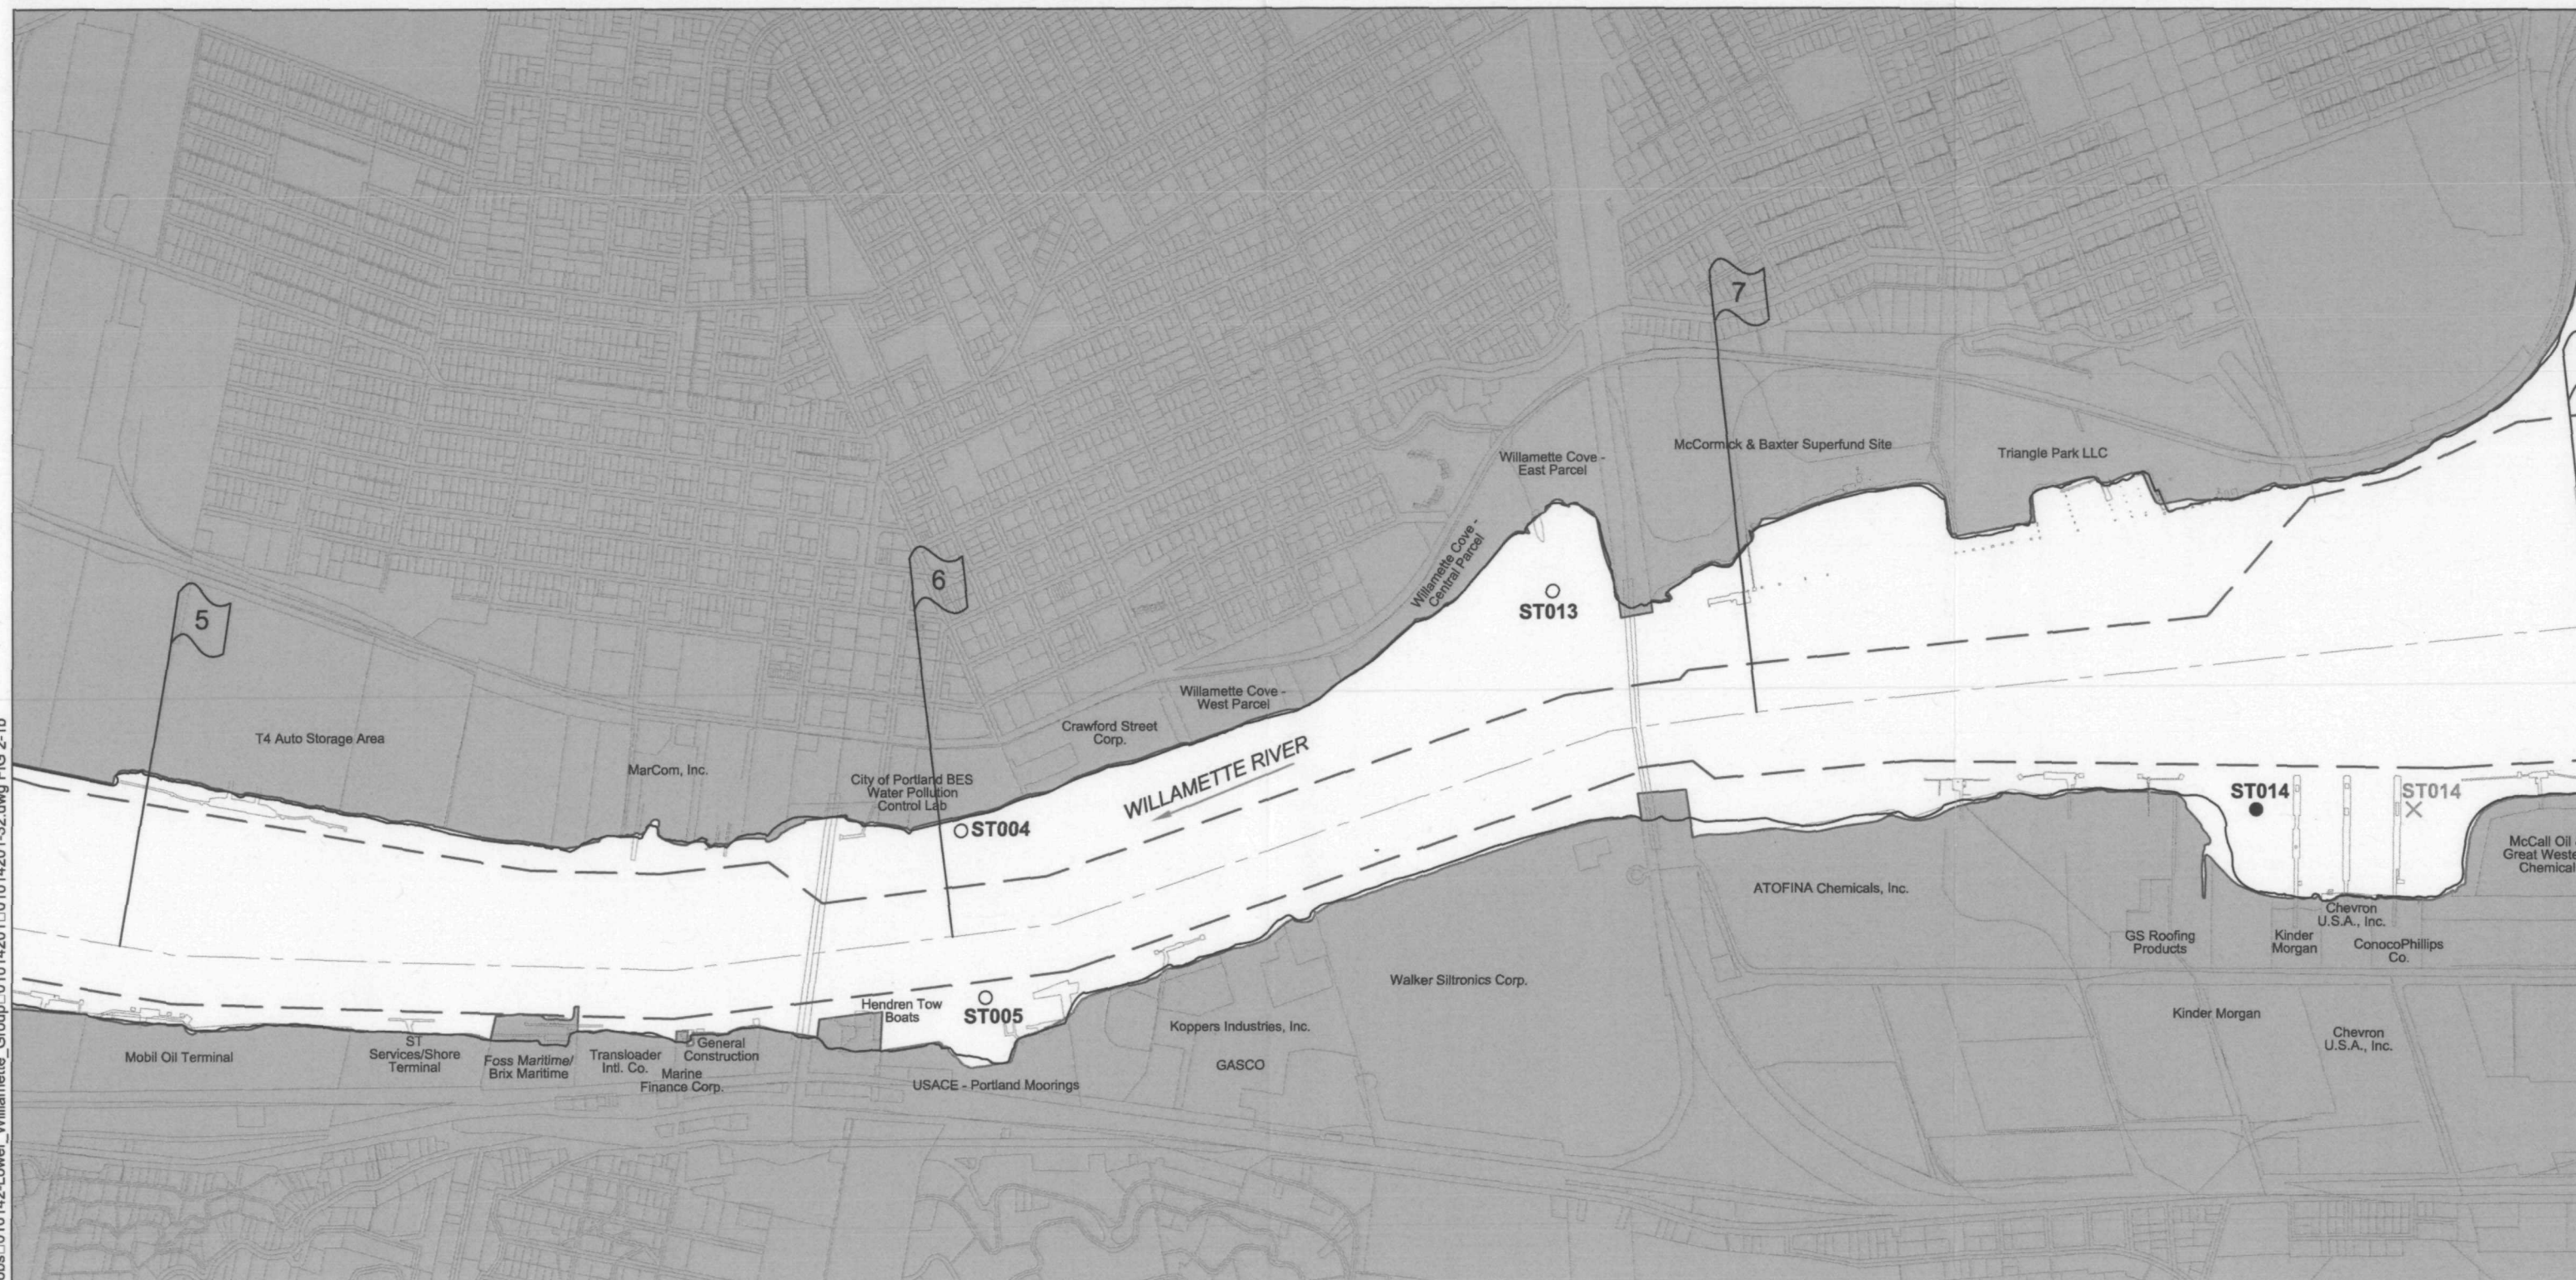 7
McCormick & Baxter Superfund Site
Triangle Park LLC
Willamette Cove -
East Parcel
Willamette Cove -
Central Parcel
6
5
ST013
Willamette Cove -
West Parcel
Crawford Street
Corp.
T4 Auto Storage Area
MarCom, Inc.
City of Portland BES
Water Pollution
Control Lab
WILLAMETTE RIVER
ST004
ST014
ST014
McCall Oil
Great Weste
Chemical
ATOFINA Chemicals, Inc.
Chevron
U.S.A., Inc.
GS Roofing
Products
Kinder
Morgan
ConocoPhillips
Co.
Walker Siltronics Corp.
Hendren Tow
Boats
ST005
Koppers Industries, Inc.
Kinder Morgan
Chevron
U.S.A., Inc.
GASCO
Mobil Oil Terminal
ST
Services/Shore
Terminal
Foss Maritime/
Brix Maritime
Transloader
Intl. Co.
General
Construction
Marine
Finance Corp.
USACE - Portland Moorings